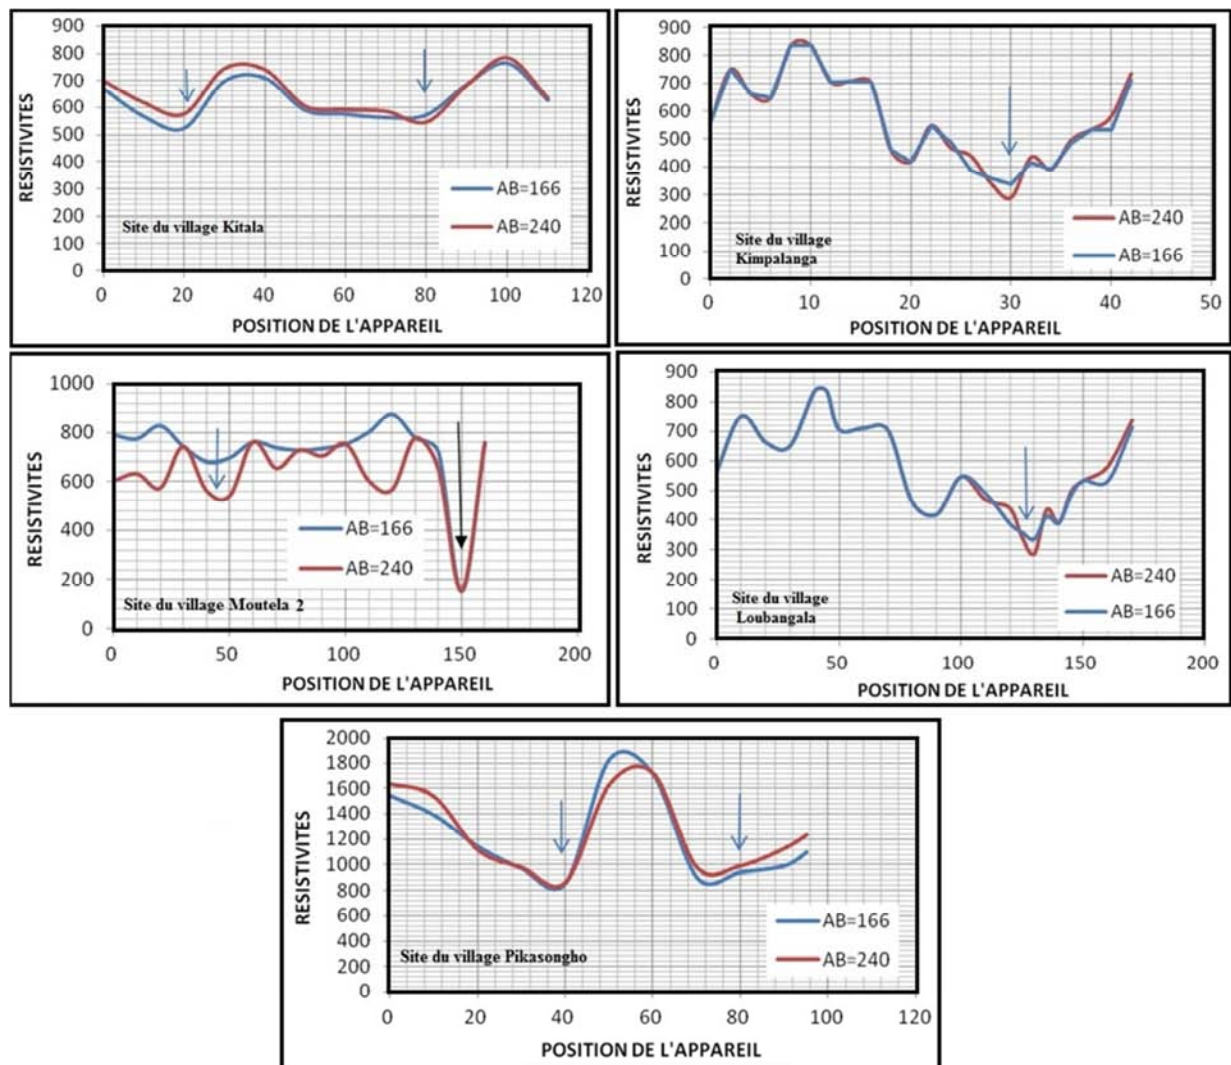 900
800
700
600
500
400
300
200
100
0
RESISTIVITES
AB=166
AB=240
Site du village Kitala
0 20 40 60 80 100 120
POSITION DE L'APPAREIL
900
800
700
600
500
400
300
200
100
0
RESISTIVITES
AB=240
AB=166
Site du village
Kimpalanga
0 10 20 30 40 50
POSITION DE L'APPAREIL
1000
800
600
400
200
0
RESISTIVITES
AB=166
AB=240
Site du village Moutela 2
0 50 100 150 200
POSITION DE L'APPAREIL
900
800
700
600
500
400
300
200
100
0
RESISTIVITES
AB=240
AB=166
Site du village
Loubangala
0 50 100 150 200
POSITION DE L'APPAREIL
2000
1800
1600
1400
1200
1000
800
600
400
200
0
RESISTIVITES
AB=166
AB=240
Site du village Pikasongho
0 20 40 60 80 100 120
POSITION DE L'APPAREIL